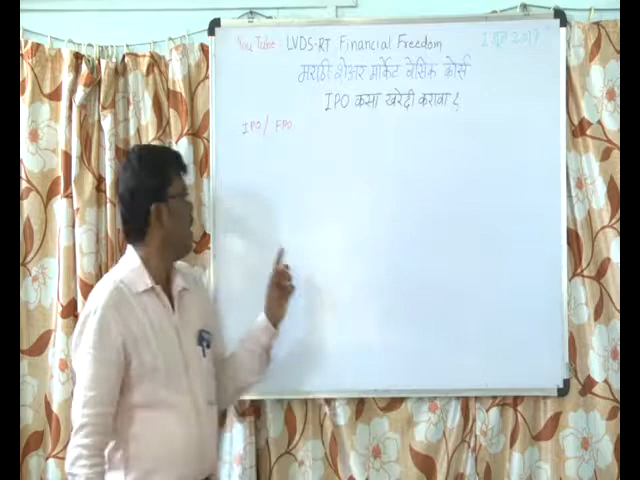 You Tube - LVDS-RT Financial Freedom
मराठी शेअर मार्केट बेसिक कोर्स
IPO कसा खरेदी करावा ?
IPO / FPO